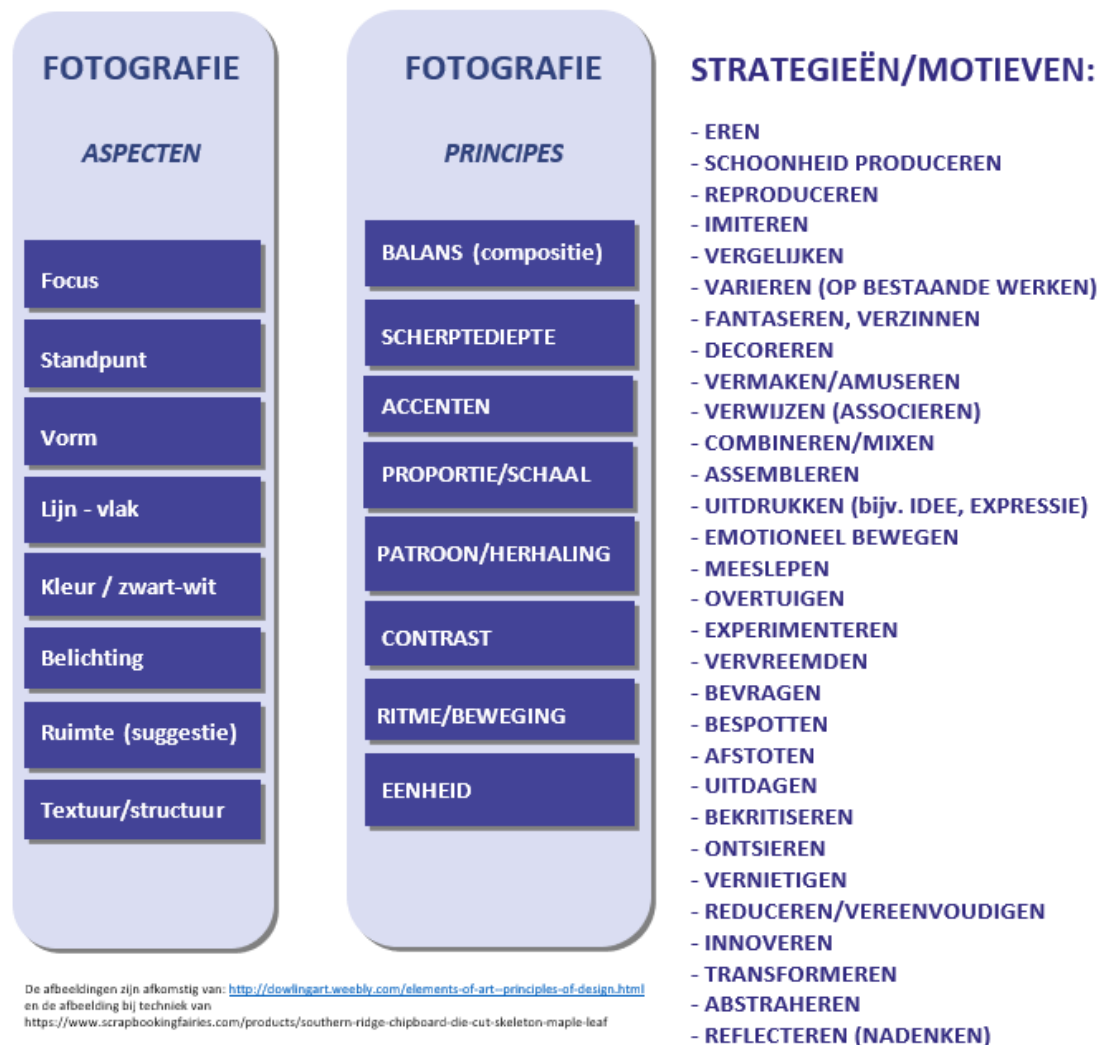 FOTOGRAFIE
ASPECTEN
Focus
Standpunt
Vorm
Lijn - vlak
Kleur / zwart-wit
Belichting
Ruimte (suggestie)
Textuur/structuur
FOTOGRAFIE
PRINCIPES
BALANS (compositie)
SCHERPTEDIEPTE
ACCENTEN
PROPORTIE/SCHAAL
PATROON/HERHALING
CONTRAST
RITME/BEWEGING
EENHEID
STRATEGIEËN/MOTIEVEN:
- EREN
- SCHOONHEID PRODUCEREN
- REPRODUCEREN
- IMITEREN
- VERGELIJKEN
- VARIEREN (OP BESTAANDE WERKEN)
- FANTASEREN, VERZINNEN
- DECOREREN
- VERMAKEN/AMUSEREN
- VERWIJZEN (ASSOCIEREN)
- COMBINEREN/MIXEN
- ASSEMBLEREN
- UITDRUKKEN (bijv. IDEE, EXPRESSIE)
- EMOTIONEEL BEWEGEN
- MEESLEPEN
- OVERTUIGEN
- EXPERIMENTEREN
- VERVREEMDEN
- BEVRAGEN
- BESPOTTEN
- AFSTOTEN
- UITDAGEN
- BEKRITISEREN
- ONTSIEREN
- VERNIETIGEN
- REDUCEREN/VEREENVOUDIGEN
- INNOVEREN
- TRANSFORMEREN
- ABSTRAHEREN
- REFLECTEREN (NADENKEN)
De afbeeldingen zijn afkomstig van: http://dowlingart.weebly.com/elements-of-art--principles-of-design.html
en de afbeelding bij techniek van
https://www.scrapbookingfairies.com/products/southern-ridge-chipboard-die-cut-skeleton-maple-leaf